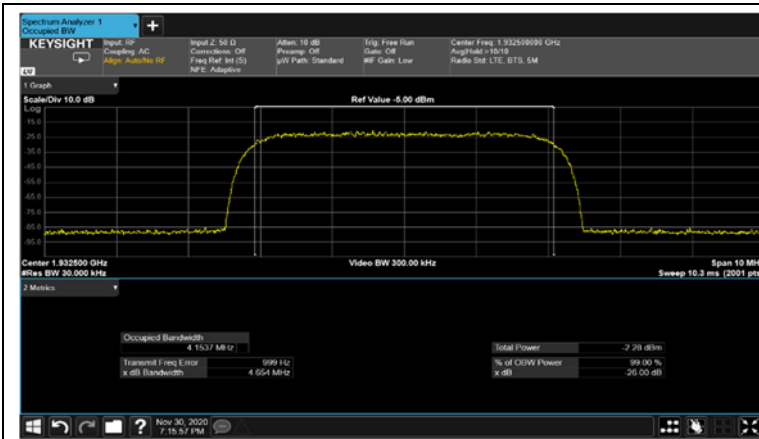 Spectrum Analyzer 1
Occupied BW
+
KEYSIGHT
Input: RF
Coupling: AC
Align: Auto/No RF
Input Z: 50 Ω
Corrections: Off
Freq Ref: Int (S)
NFE: Adaptive
Atten: 10 dB
Preamp: Off
µW Path: Standard
Trig: Free Run
Gate: Off
#IF Gain: Low
Center Freq: 1.932500000 GHz
Avg|Hold:>10/10
Radio Std: LTE, BTS, 5M
LXI
1 Graph
Scale/Div 10.0 dB
Ref Value -5.00 dBm
Log
-15.0
-25.0
-35.0
-45.0
-55.0
-65.0
-75.0
-85.0
-95.0
Center 1.932500 GHz
#Res BW 30.000 kHz
Video BW 300.00 kHz
Span 10 MH
Sweep 10.3 ms (2001 pts
2 Metrics
Occupied Bandwidth
4.1537 MHz
Transmit Freq Error 999 Hz
x dB Bandwidth 4.654 MHz
Total Power -2.28 dBm
% of OBW Power 99.00 %
x dB -26.00 dB
?
Nov 30, 2020
7:15:57 PM